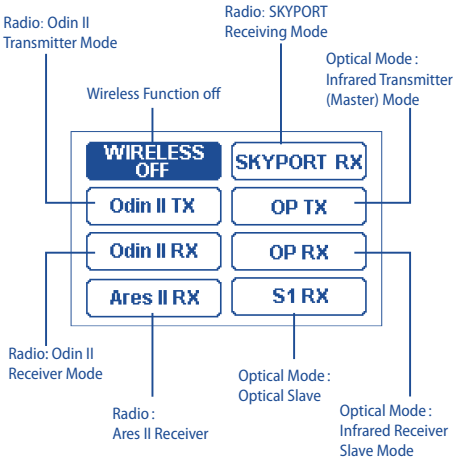 Radio: Odin II
Transmitter Mode
Radio: SKYPORT
Receiving Mode
Wireless Function off
Optical Mode :
Infrared Transmitter
(Master) Mode
WIRELESS
OFF
SKYPORT RX
Odin II TX
OP TX
Odin II RX
OP RX
Ares II RX
S1 RX
Radio: Odin II
Receiver Mode
Radio :
Ares II Receiver
Optical Mode :
Optical Slave
Optical Mode :
Infrared Receiver
Slave Mode